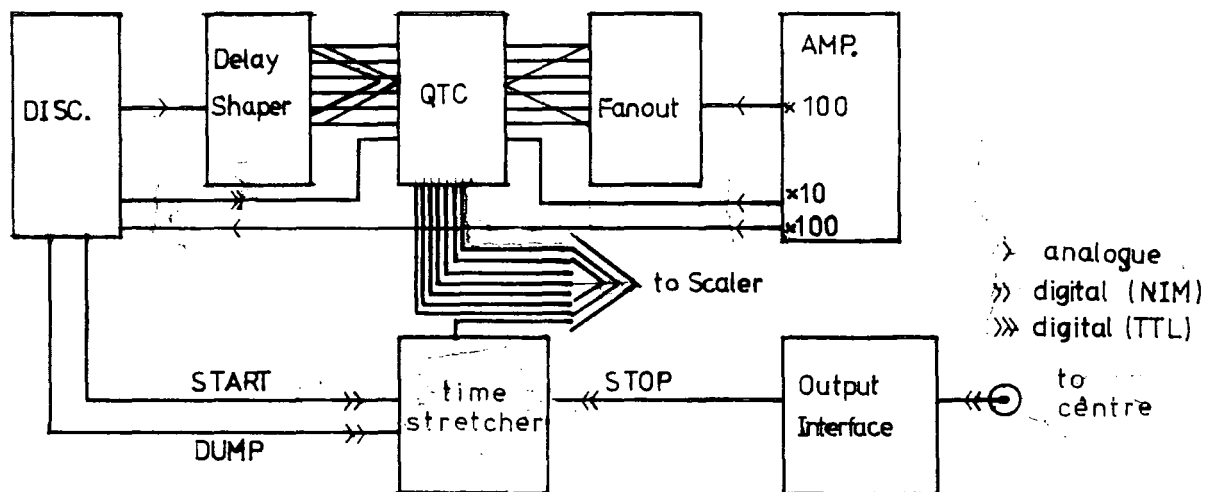 DISC.
Delay
Shaper
QTC
Fanout
AMP.
×100
×10
×100
to Scaler
analogue
digital (NIM)
digital (TTL)
START
DUMP
time
stretcher
STOP
Output
Interface
to
centre